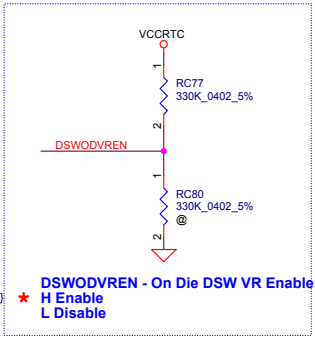 VCCRTC
1
RC77
330K_0402_5%
2
DSWODVREN
1
RC80
330K_0402_5%
@
2
DSWODVREN - On Die DSW VR Enable
* H Enable
L Disable